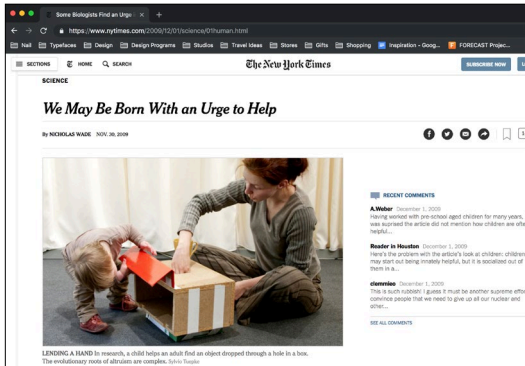 Some Biologists Find an Urge
https://www.nytimes.com/2009/12/01/science/01human.html
Nail Typefaces Design Design Programs Studios Travel Ideas Stores Gifts Shopping Inspiration - Goog... FORECAST Projec...
SECTIONS HOME SEARCH The New York Times SUBSCRIBE NOW
SCIENCE
We May Be Born With an Urge to Help
By NICHOLAS WADE NOV. 30, 2009
RECENT COMMENTS
A.Weber December 1, 2009
Having worked with pre-school aged children for many years,
was suprised the article did not mention how children are ofte
helpful...
Reader in Houston December 1, 2009
Here's the problem with the article's look at children: children
may start out being innately helpful, but it is socialized out of
them in a...
clemmieo December 1, 2009
This is such rubbish! I guess it must be another supreme effo
convince people that we need to give up all our nuclear and
other...
SEE ALL COMMENTS
LENDING A HAND In research, a child helps an adult find an object dropped through a hole in a box.
The evolutionary roots of altruism are complex.